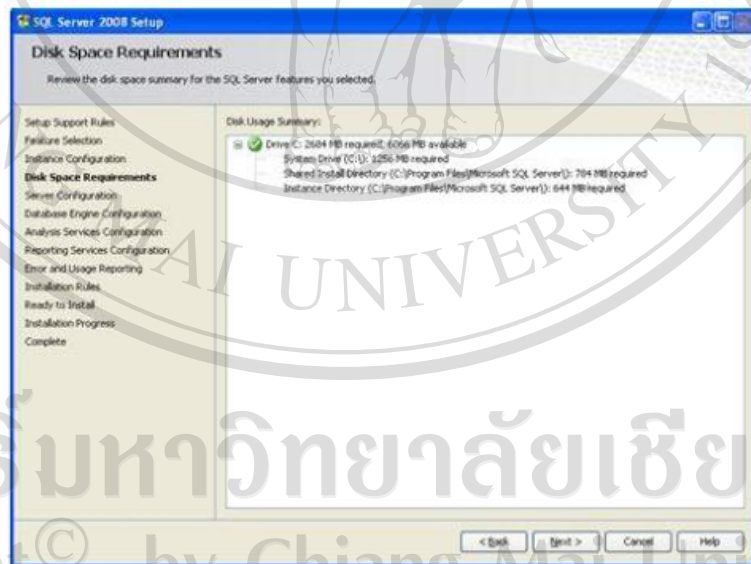 SQL Server 2008 Setup
Disk Space Requirements
Review the disk space summary for the SQL Server features you selected.
Setup Support Rules
Feature Selection
Instance Configuration
Disk Space Requirements
Server Configuration
Database Engine Configuration
Analysis Services Configuration
Reporting Services Configuration
Error and Usage Reporting
Installation Rules
Ready to Install
Installation Progress
Complete
Disk Usage Summary:
Drive C: 2684 MB required, 6066 MB available
System Drive (C:\): 1256 MB required
Shared Install Directory (C:\Program Files\Microsoft SQL Server\): 784 MB required
Instance Directory (C:\Program Files\Microsoft SQL Server\): 644 MB required
MAI UNIVERSITY
มหาวิทยาลัยเชีย
< Back
Next >
Cancel
Help
© by Chiang Mai Uni